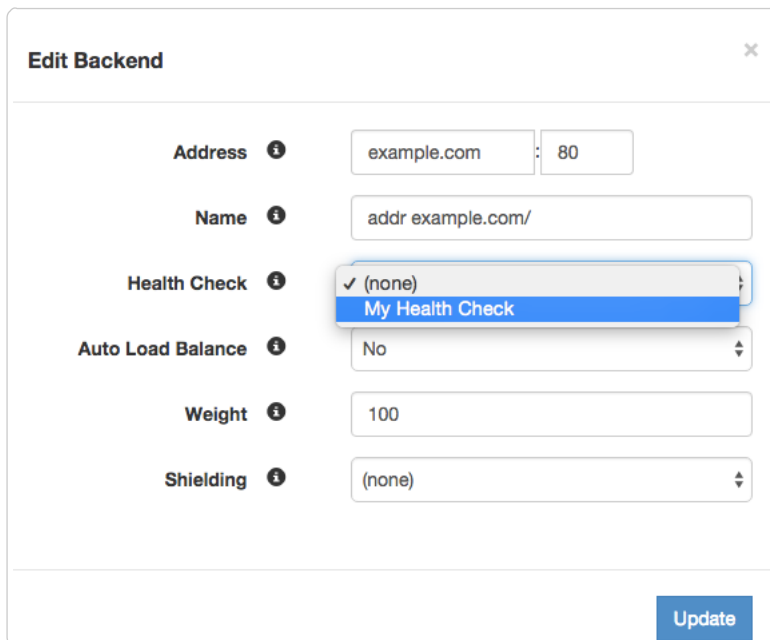 Edit Backend ×
Address example.com : 80
Name addr example.com/
Health Check ✓ (none)
My Health Check
Auto Load Balance No
Weight 100
Shielding (none)
Update